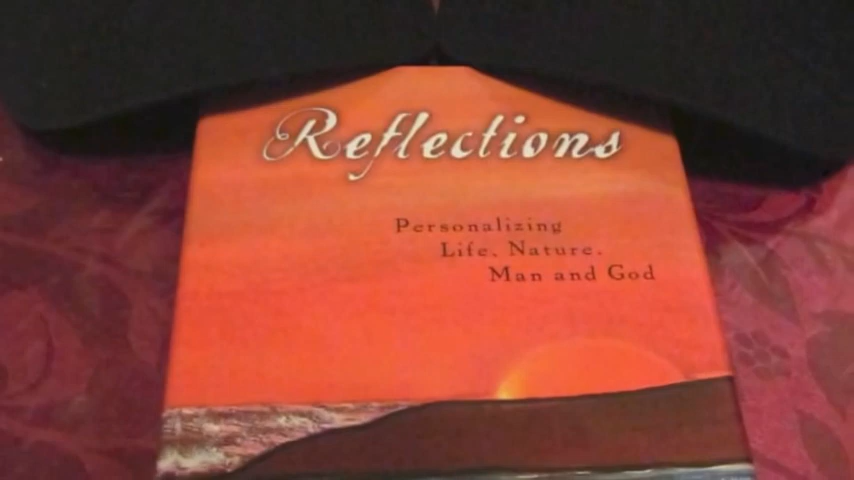 Reflections
Personalizing
Life, Nature,
Man and God